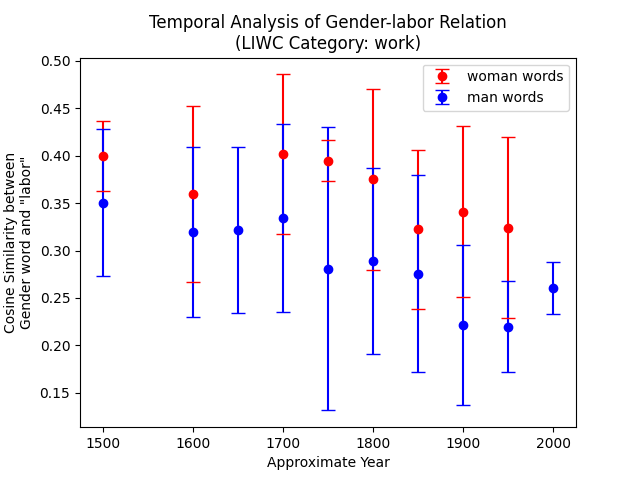 Temporal Analysis of Gender-labor Relation
(LIWC Category: work)
woman words
man words
0.50
0.45
0.40
0.35
0.30
0.25
0.20
0.15
Cosine Similarity between
Gender word and "labor"
1500
1600
1700
1800
1900
2000
Approximate Year